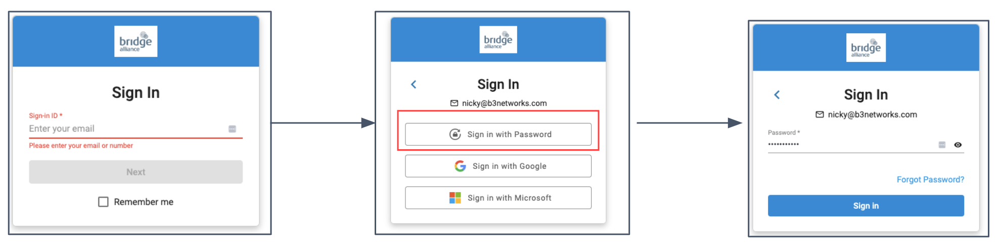 bridge
alliance
Sign In
Sign-in ID *
Enter your email
Please enter your email or number
Next
Remember me
bridge
alliance
Sign In
nicky@b3networks.com
Sign in with Password
Sign in with Google
Sign in with Microsoft
bridge
alliance
Sign In
nicky@b3networks.com
Password *
•••••••••••
Forgot Password?
Sign in